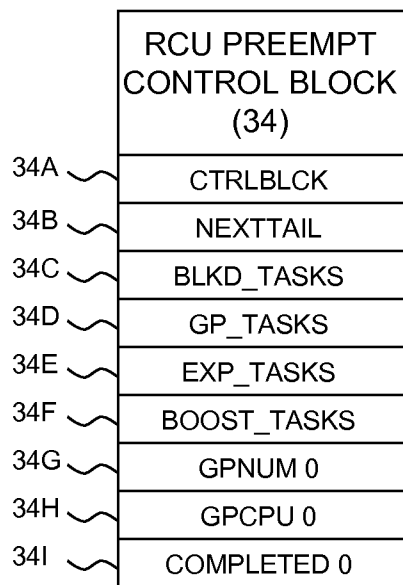 RCU PREEMPT
CONTROL BLOCK
(34)
34A CTRLBLCK
34B NEXTTAIL
34C BLKD_TASKS
34D GP_TASKS
34E EXP_TASKS
34F BOOST_TASKS
34G GPNUM 0
34H GPCPU 0
34I COMPLETED 0